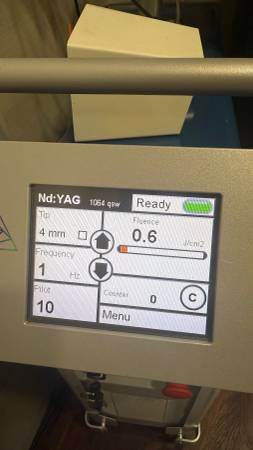 Nd:YAG 1064 qsw Ready
Tip
4 mm
Fluence
0.6 J/cm2
Frequency
1 Hz
Pilot
10
Counter 0 C
Menu